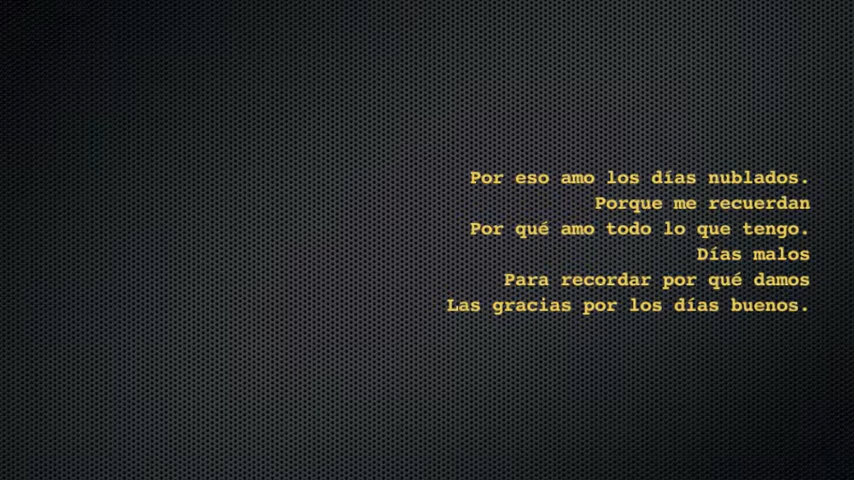 Por eso amo los días nublados.
Porque me recuerdan
Por qué amo todo lo que tengo.
Días malos
Para recordar por qué damos
Las gracias por los días buenos.